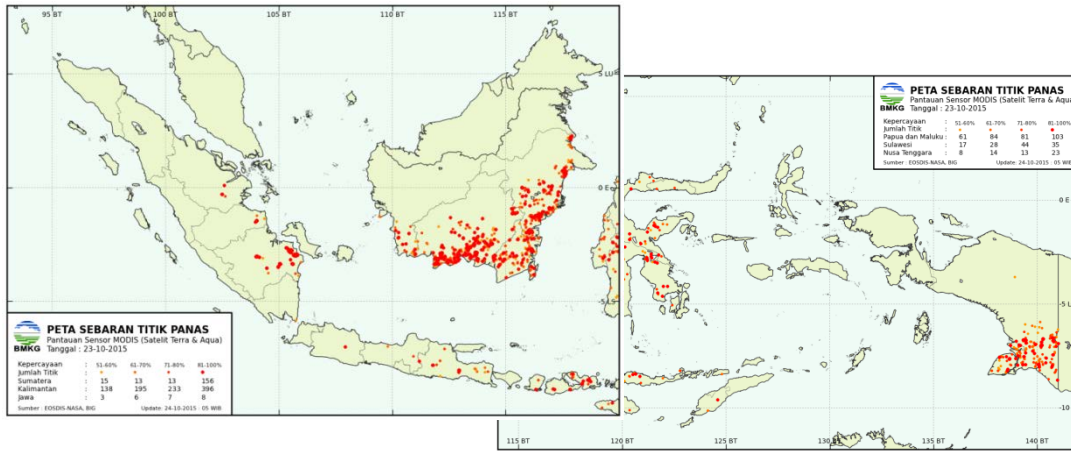 95 BT 100 BT 105 BT 110 BT 115 BT
5 LU
0 E
5 L
BMKG
PETA SEBARAN TITIK PANAS
Pantauan Sensor MODIS (Satelit Terra & Aqua)
Tanggal : 23-10-2015
Kepercayaan : 51-60% 61-70% 71-80% 81-100%
Jumlah Titik
Sumatera : 15 13 13 156
Kalimantan : 138 195 233 396
Jawa : 3 6 7 8
Sumber : EOSDIS-NASA, BIG Update: 24-10-2015 : 05 WIB
BMKG
PETA SEBARAN TITIK PANAS
Pantauan Sensor MODIS (Satelit Terra & Aqua)
Tanggal : 23-10-2015
Kepercayaan : 51-60% 61-70% 71-80% 81-100%
Jumlah Titik
Papua dan Maluku : 61 84 81 103
Sulawesi : 17 28 44 35
Nusa Tenggara : 8 14 13 23
Sumber : EOSDIS-NASA, BIG Update: 24-10-2015 : 05 WIB
0 E
-5 L
-10
115 BT 120 BT 125 BT 130 BT 135 BT 140 BT